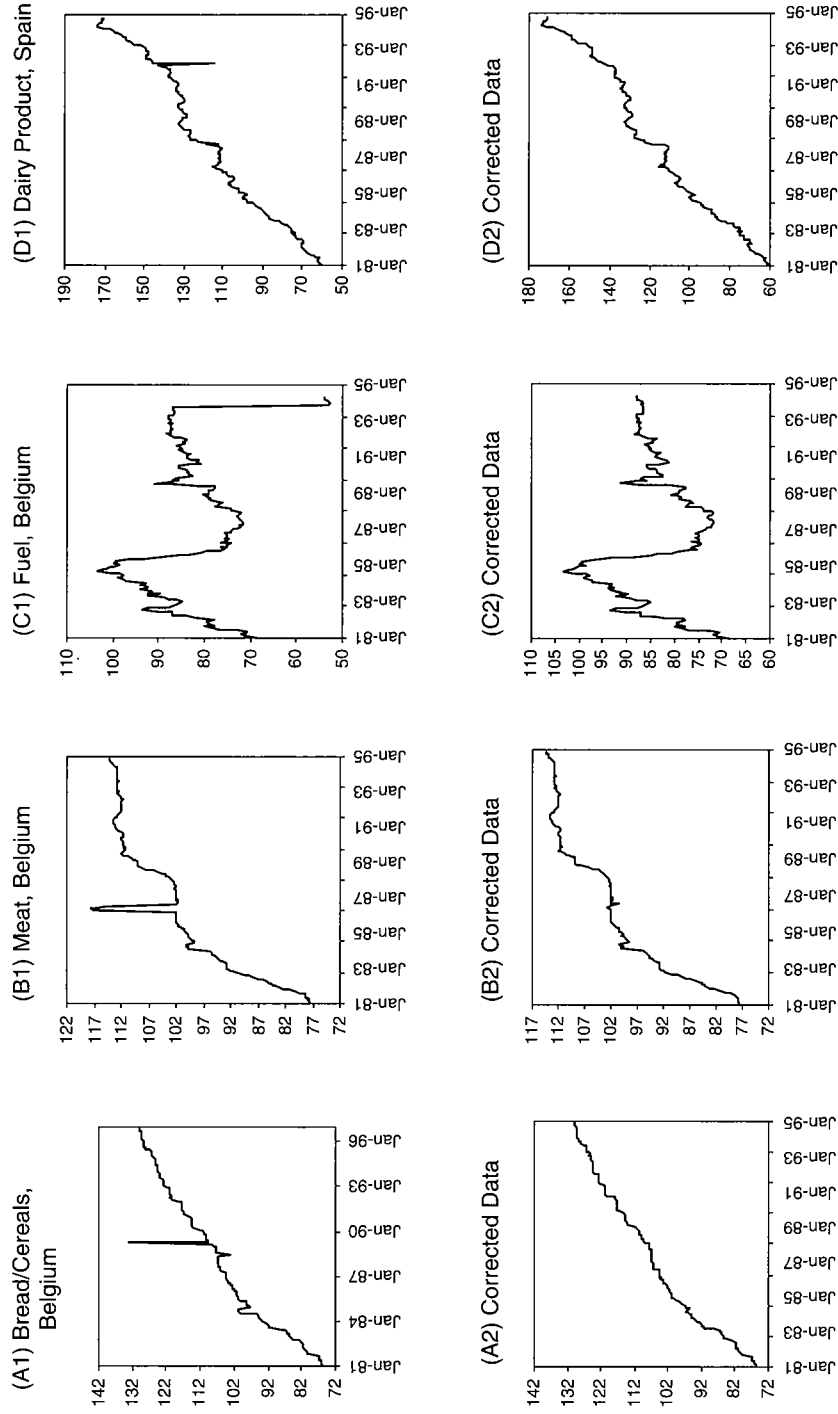 (A1) Bread/Cereals,
Belgium
142
132
122
112
102
92
82
72
Jan-81
Jan-84
Jan-87
Jan-90
Jan-93
Jan-96
(B1) Meat, Belgium
122
117
112
107
102
97
92
87
82
77
72
Jan-81
Jan-83
Jan-85
Jan-87
Jan-89
Jan-91
Jan-93
Jan-95
(C1) Fuel, Belgium
110
100
90
80
70
60
50
Jan-81
Jan-83
Jan-85
Jan-87
Jan-89
Jan-91
Jan-93
Jan-95
(D1) Dairy Product, Spain
190
170
150
130
110
90
70
50
Jan-81
Jan-83
Jan-85
Jan-87
Jan-89
Jan-91
Jan-93
Jan-95
(A2) Corrected Data
142
132
122
112
102
92
82
72
Jan-81
Jan-83
Jan-85
Jan-87
Jan-89
Jan-91
Jan-93
Jan-95
(B2) Corrected Data
117
112
107
102
97
92
87
82
77
72
Jan-81
Jan-83
Jan-85
Jan-87
Jan-89
Jan-91
Jan-93
Jan-95
(C2) Corrected Data
110
105
100
95
90
85
80
75
70
65
60
Jan-81
Jan-83
Jan-85
Jan-87
Jan-89
Jan-91
Jan-93
Jan-95
(D2) Corrected Data
180
160
140
120
100
80
60
Jan-81
Jan-83
Jan-85
Jan-87
Jan-89
Jan-91
Jan-93
Jan-95